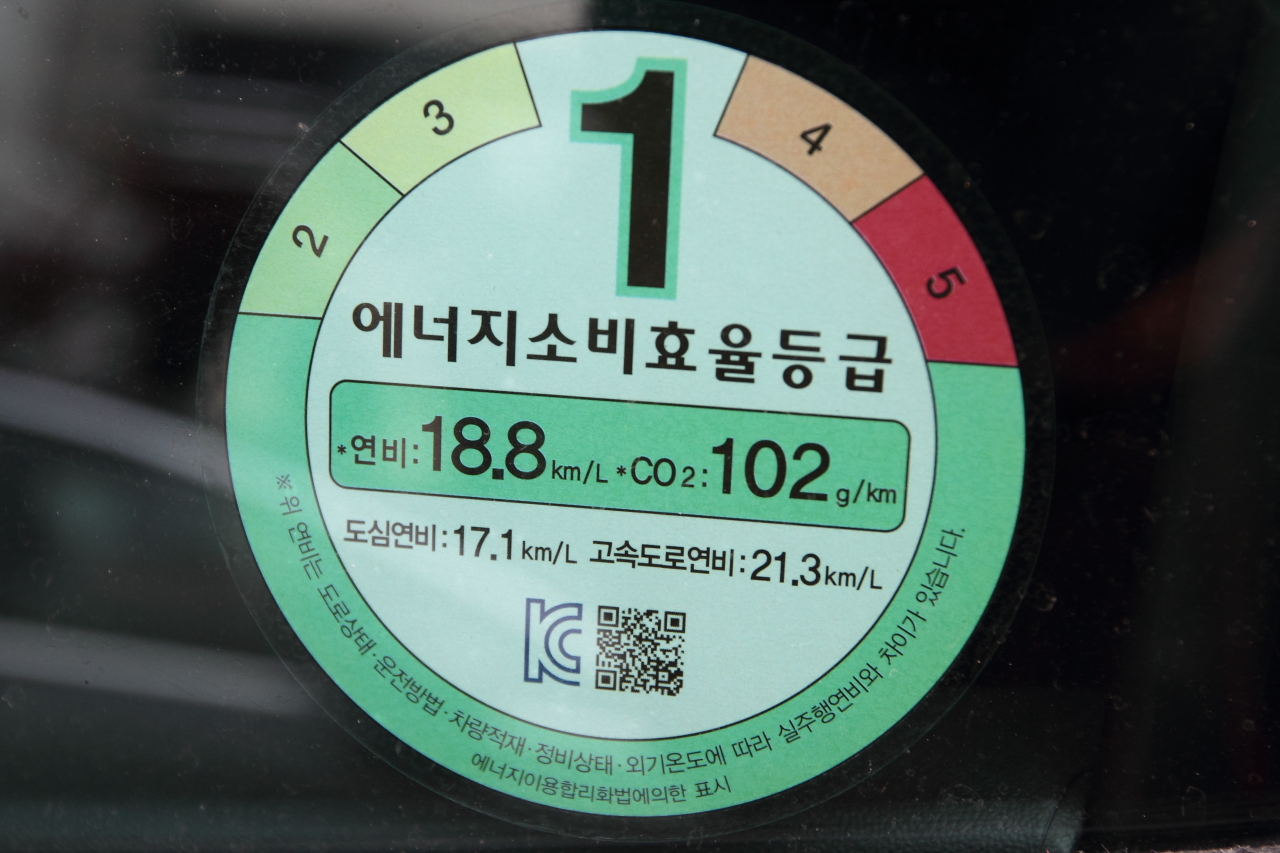 1
2
3
4
5
에너지소비효율등급
*연비:18.8km/L *CO2:102g/km
도심연비:17.1km/L 고속도로연비:21.3km/L
KC
※ 위 연비는 도로상태·운전방법·차량적재·정비상태·외기온도에 따라 실주행연비와 차이가 있습니다.
에너지이용합리화법에의한 표시